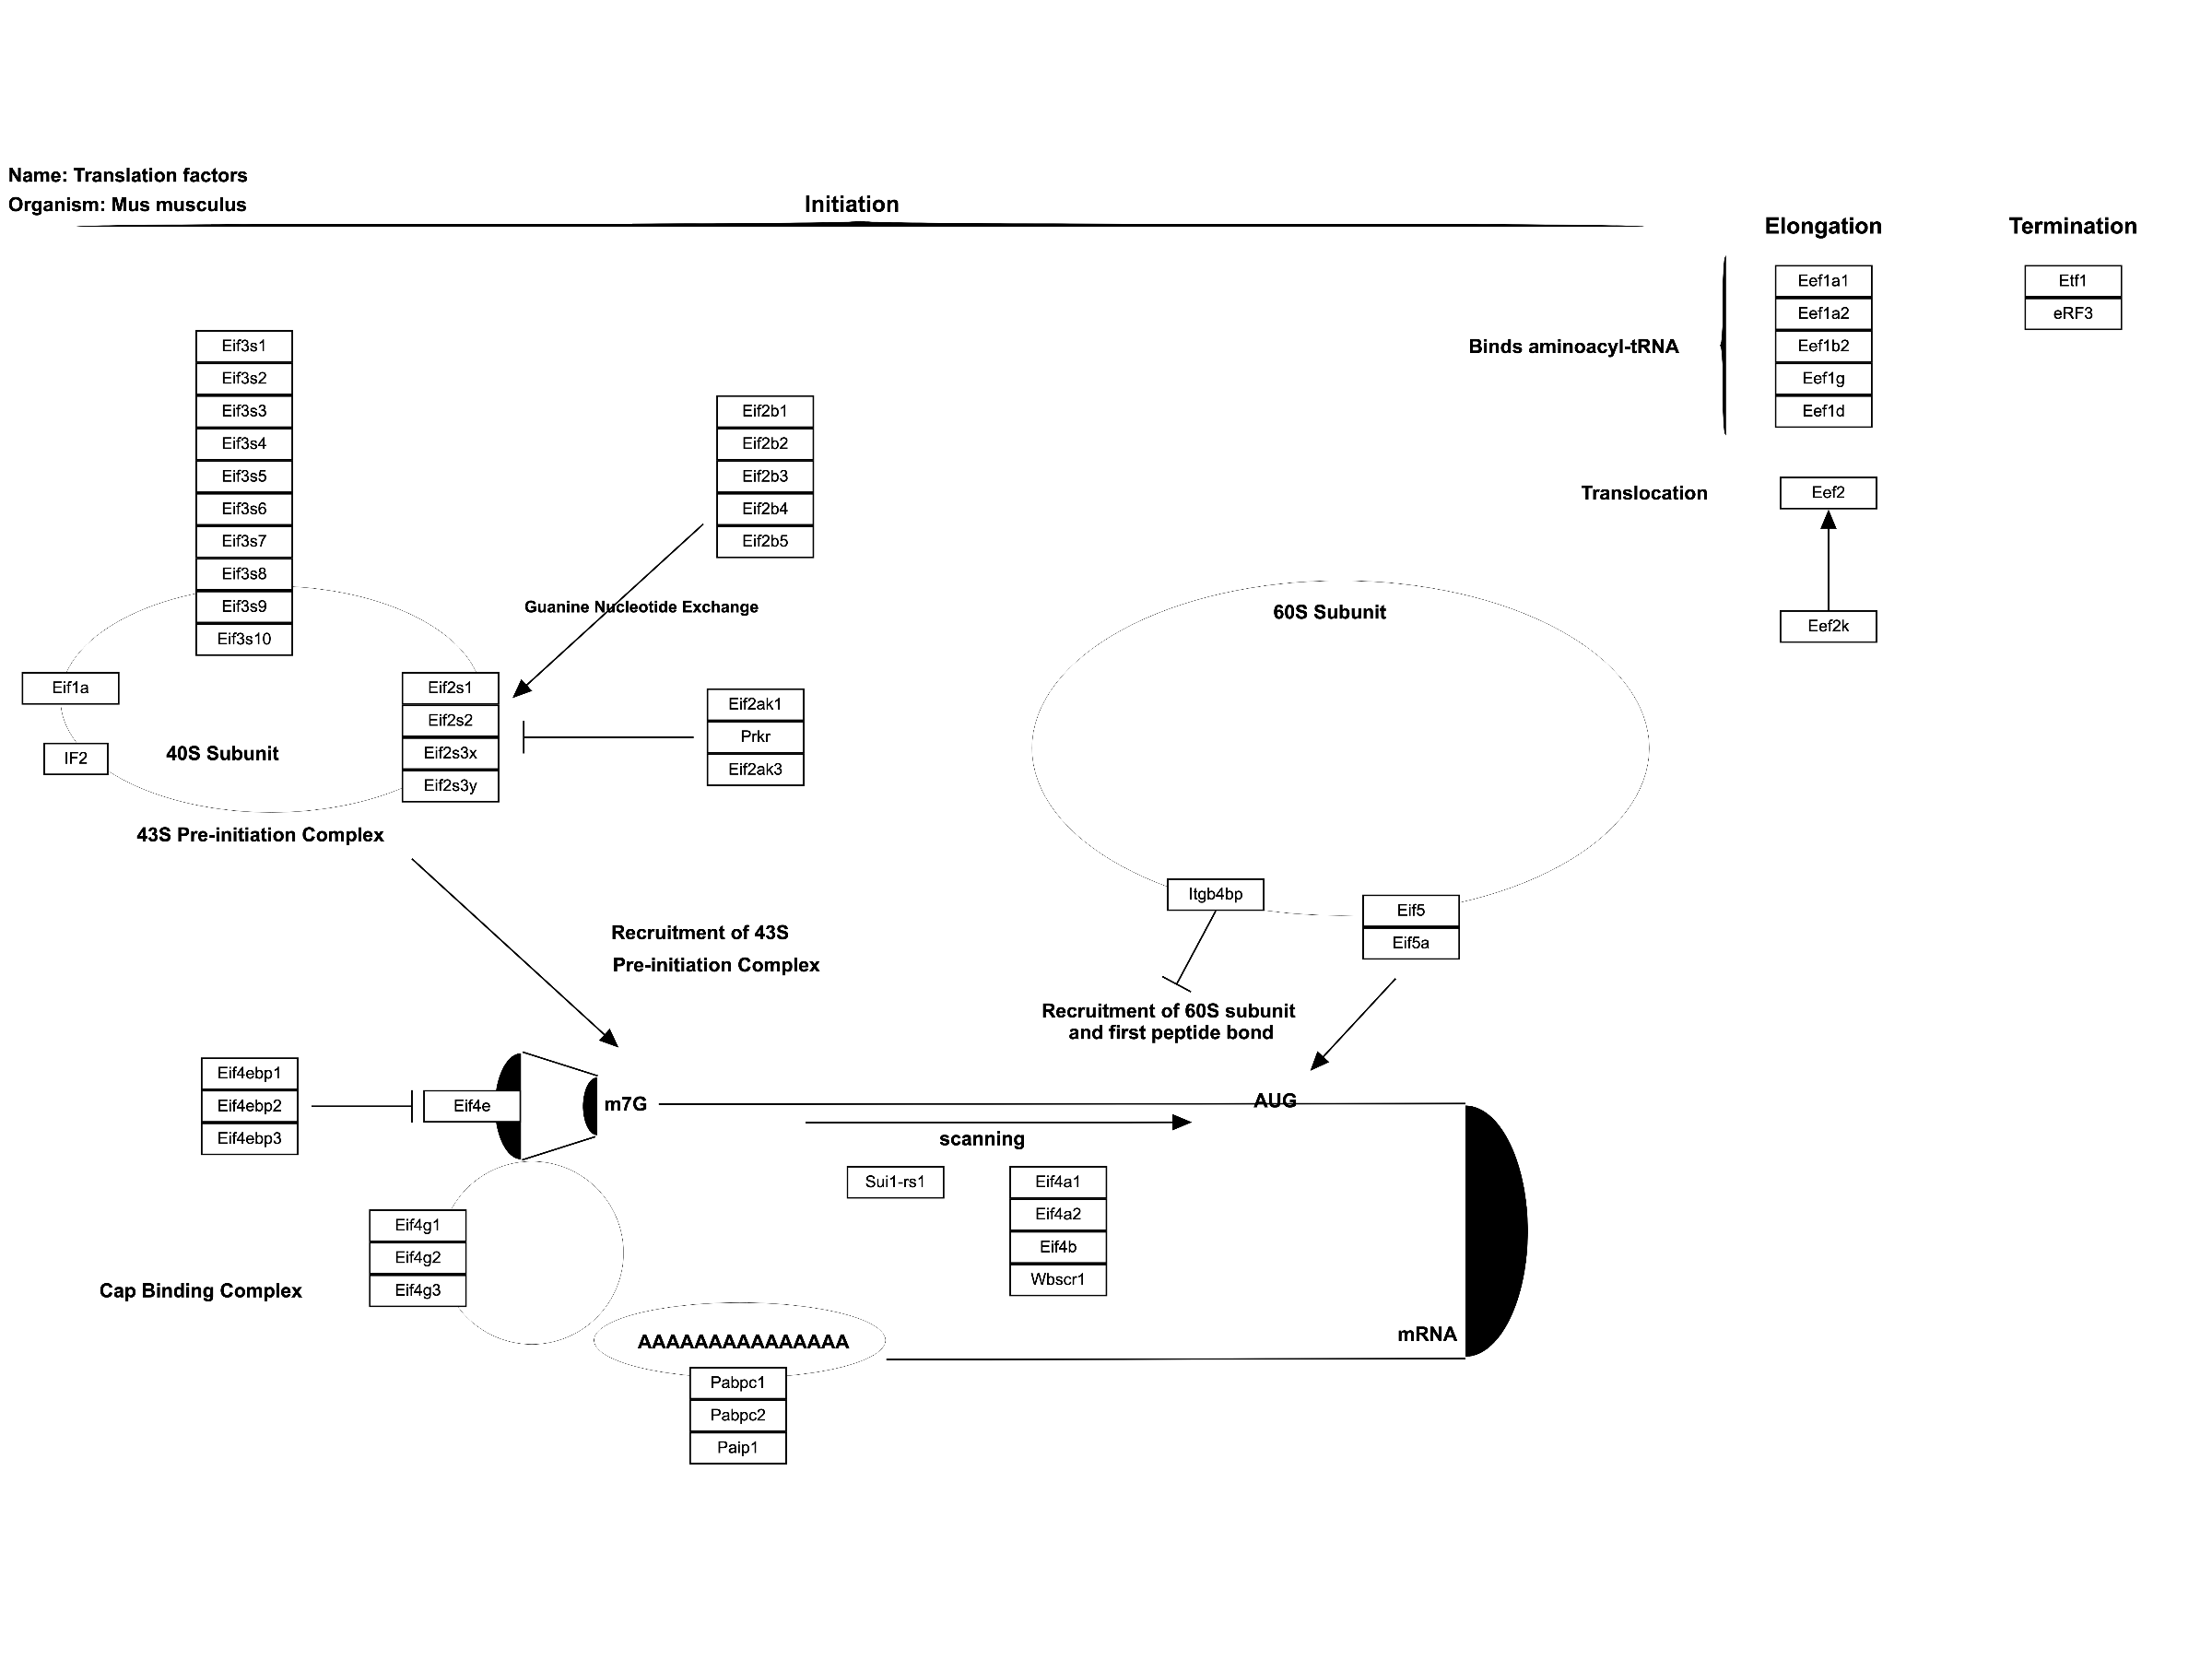 Name: Translation factors
Organism: Mus musculus
Initiation
Elongation
Termination
Eif3s1
Eif3s2
Eif3s3
Eif3s4
Eif3s5
Eif3s6
Eif3s7
Eif3s8
Eif3s9
Eif3s10
Eif2b1
Eif2b2
Eif2b3
Eif2b4
Eif2b5
Guanine Nucleotide Exchange
Eif1a
IF2
40S Subunit
Eif2s1
Eif2s2
Eif2s3x
Eif2s3y
Eif2ak1
Prkr
Eif2ak3
43S Pre-initiation Complex
Recruitment of 43S
Pre-initiation Complex
60S Subunit
Itgb4bp
Eif5
Eif5a
Recruitment of 60S subunit
and first peptide bond
Binds aminoacyl-tRNA
Eef1a1
Eef1a2
Eef1b2
Eef1g
Eef1d
Translocation
Eef2
Eef2k
Etf1
eRF3
Eif4ebp1
Eif4ebp2
Eif4ebp3
Eif4e
m7G
AUG
scanning
Sui1-rs1
Eif4a1
Eif4a2
Eif4b
Wbscr1
Eif4g1
Eif4g2
Eif4g3
Cap Binding Complex
AAAAAAAAAAAAAAA
mRNA
Pabpc1
Pabpc2
Paip1